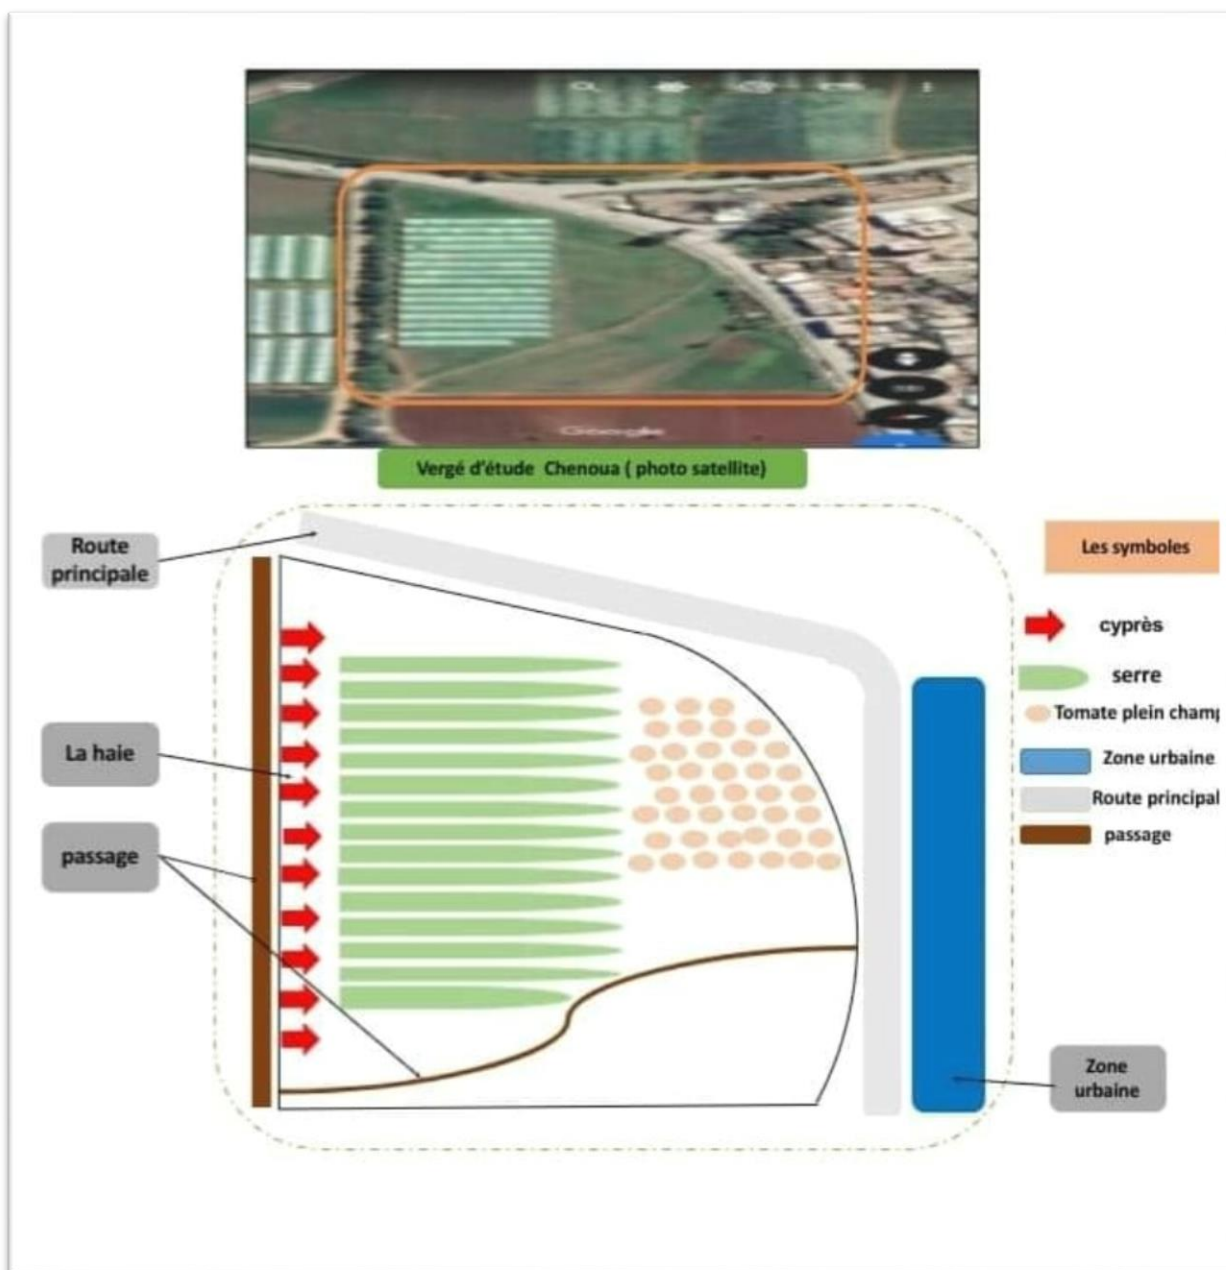 Google
Vergé d'étude Chenoua ( photo satellite)
Route
principale
La haie
passage
Les symboles
cyprès
serre
Tomate plein champ
Zone urbaine
Route principal
passage
Zone
urbaine